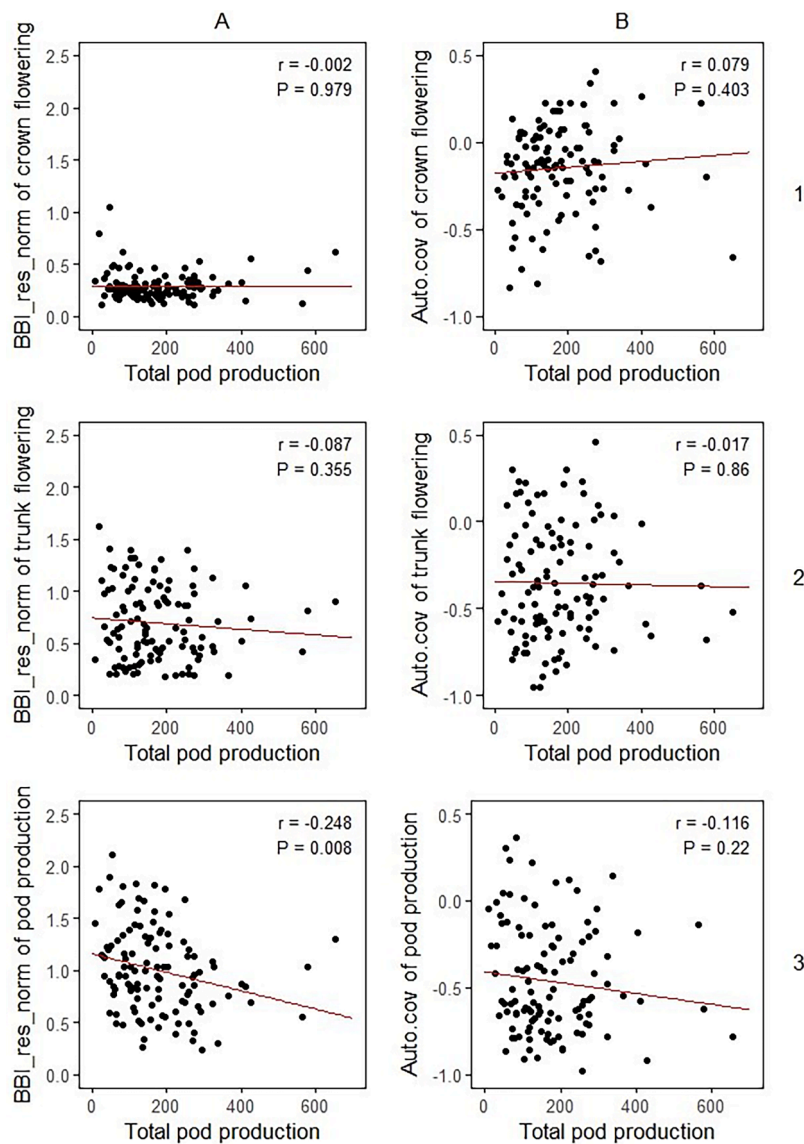 A
B
BBI_res_norm of crown flowering
2.5
2.0
1.5
1.0
0.5
0.0
r = -0.002
P = 0.979
0 200 400 600
Total pod production
Auto.cov of crown flowering
0.5
0.0
-0.5
-1.0
r = 0.079
P = 0.403
0 200 400 600
Total pod production
1
BBI_res_norm of trunk flowering
2.5
2.0
1.5
1.0
0.5
0.0
r = -0.087
P = 0.355
0 200 400 600
Total pod production
Auto.cov of trunk flowering
0.5
0.0
-0.5
-1.0
r = -0.017
P = 0.86
0 200 400 600
Total pod production
2
BBI_res_norm of pod production
2.5
2.0
1.5
1.0
0.5
0.0
r = -0.248
P = 0.008
0 200 400 600
Total pod production
Auto.cov of pod production
0.5
0.0
-0.5
-1.0
r = -0.116
P = 0.22
0 200 400 600
Total pod production
3